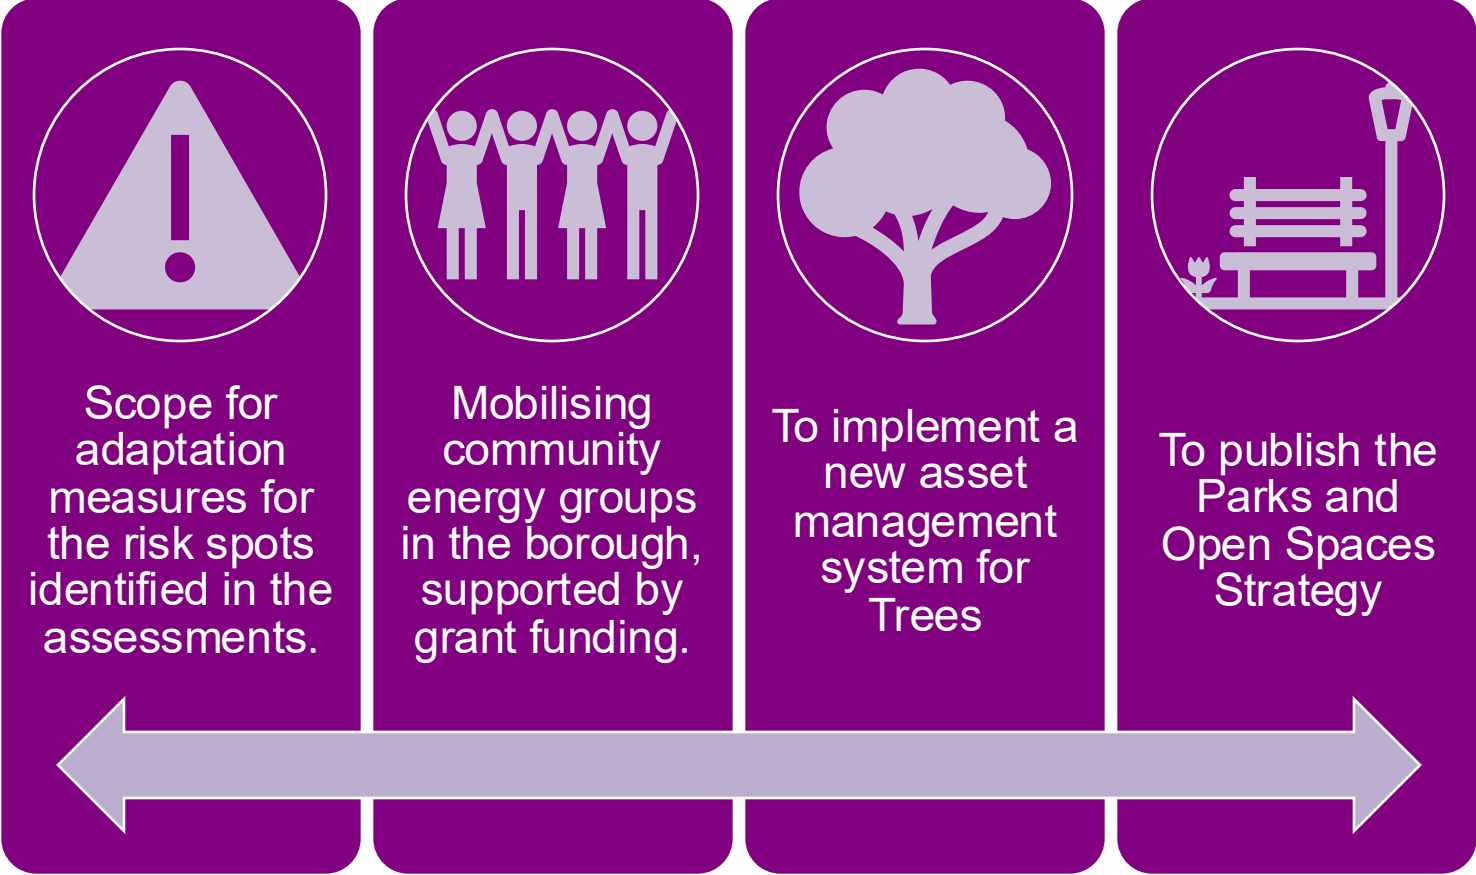 Scope for
adaptation
measures for
the risk spots
identified in the
assessments.
Mobilising
community
energy groups
in the borough,
supported by
grant funding.
To implement a
new asset
management
system for
Trees
To publish the
Parks and
Open Spaces
Strategy